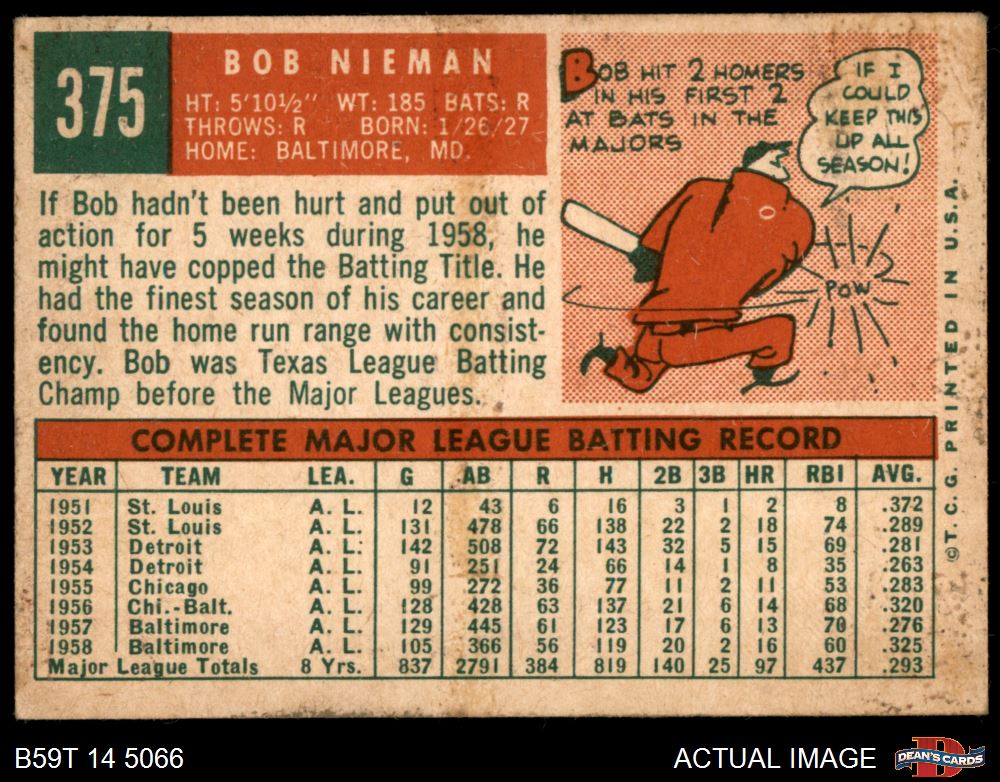 375
BOB NIEMAN
HT: 5'10½" WT: 185 BATS: R
THROWS: R BORN: 1/26/27
HOME: BALTIMORE, MD.
BOB HIT 2 HOMERS
IN HIS FIRST 2
AT BATS IN THE
MAJORS
IF I
COULD
KEEP THIS
UP ALL
SEASON!
POW
If Bob hadn't been hurt and put out of
action for 5 weeks during 1958, he
might have copped the Batting Title. He
had the finest season of his career and
found the home run range with consist-
ency. Bob was Texas League Batting
Champ before the Major Leagues.
COMPLETE MAJOR LEAGUE BATTING RECORD
YEAR TEAM LEA. G AB R H 2B 3B HR RBI AVG.
1951 St. Louis A. L. 12 43 6 16 3 1 2 8 .372
1952 St. Louis A. L. 131 478 66 138 22 2 18 74 .289
1953 Detroit A. L. 142 508 72 143 32 5 15 69 .281
1954 Detroit A. L. 91 251 24 66 14 1 8 35 .263
1955 Chicago A. L. 99 272 36 77 11 2 11 53 .283
1956 Chi.-Balt. A. L. 128 428 63 137 21 6 14 68 .320
1957 Baltimore A. L. 129 445 61 123 17 6 13 70 .276
1958 Baltimore A. L. 105 366 56 119 20 2 16 60 .325
Major League Totals 8 Yrs. 837 2791 384 819 140 25 97 437 .293
©T. C. G. PRINTED IN U.S.A.
B59T 14 5066
ACTUAL IMAGE
D
DEAN'S CARDS